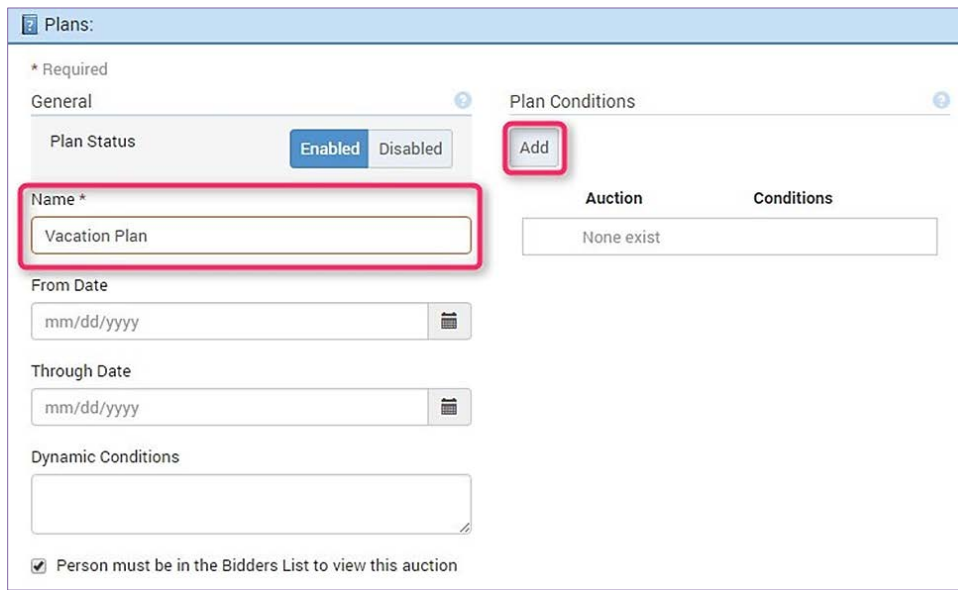 Plans:
* Required
General
Plan Status
Enabled Disabled
Name *
Vacation Plan
From Date
mm/dd/yyyy
Through Date
mm/dd/yyyy
Dynamic Conditions
Person must be in the Bidders List to view this auction
Plan Conditions
Add
Auction Conditions
None exist